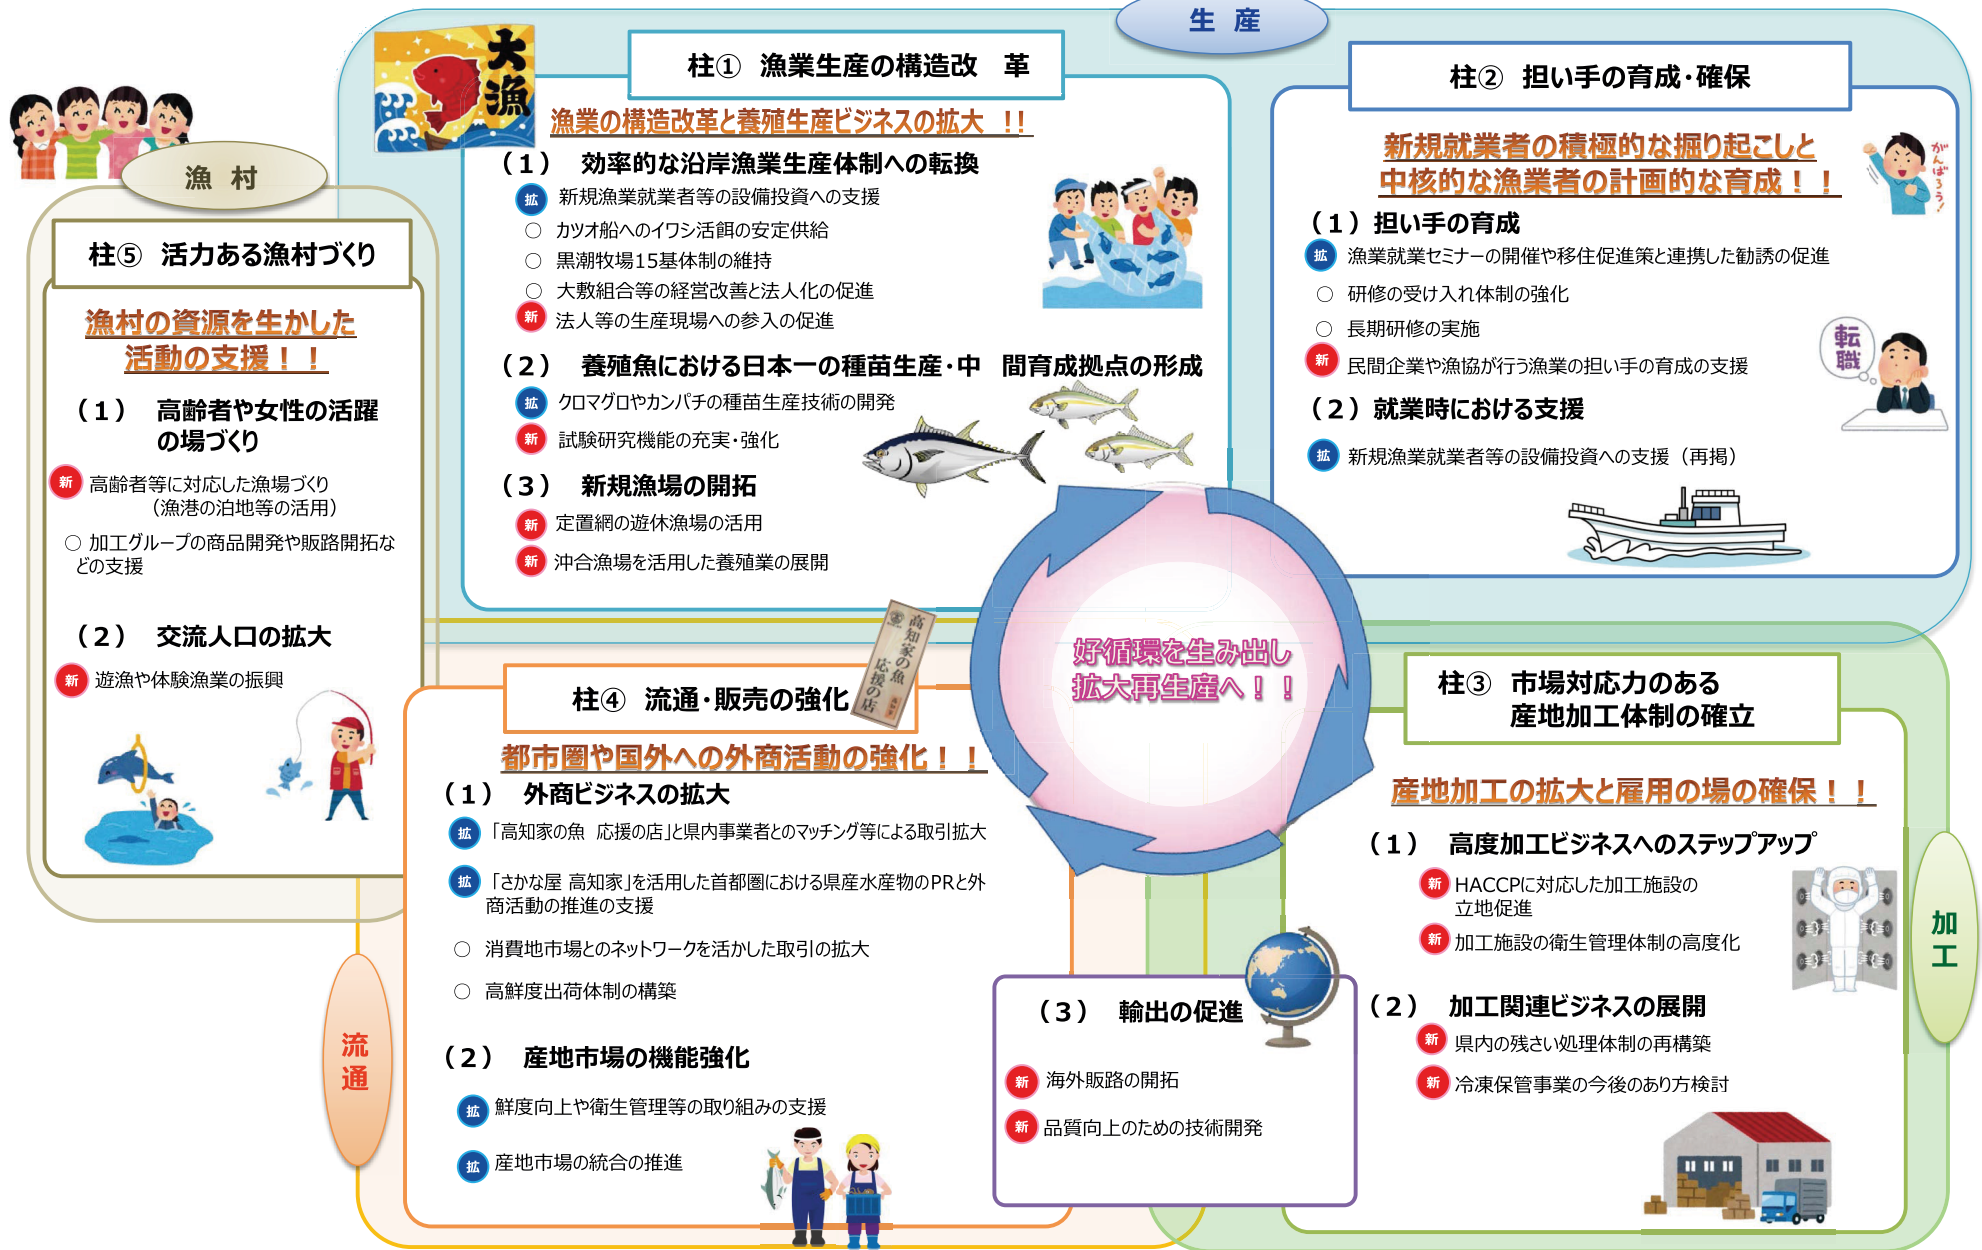 生 産
大漁
柱① 漁業生産の構造改　革
漁業の構造改革と養殖生産ビジネスの拡大 !!
（１）　効率的な沿岸漁業生産体制への転換
拡 新規漁業就業者等の設備投資への支援
○ カツオ船へのイワシ活餌の安定供給
○ 黒潮牧場15基体制の維持
○ 大敷組合等の経営改善と法人化の促進
新 法人等の生産現場への参入の促進
（２）　養殖魚における日本一の種苗生産・中　間育成拠点の形成
拡 クロマグロやカンパチの種苗生産技術の開発
新 試験研究機能の充実・強化
（３）　新規漁場の開拓
新 定置網の遊休漁場の活用
新 沖合漁場を活用した養殖業の展開
柱② 担い手の育成・確保
新規就業者の積極的な掘り起こしと
中核的な漁業者の計画的な育成！！
がんばろう!
（１）担い手の育成
拡 漁業就業セミナーの開催や移住促進策と連携した勧誘の促進
○ 研修の受け入れ体制の強化
○ 長期研修の実施
新 民間企業や漁協が行う漁業の担い手の育成の支援
転職
（２）就業時における支援
拡 新規漁業就業者等の設備投資への支援（再掲）
漁 村
柱⑤ 活力ある漁村づくり
漁村の資源を生かした
活動の支援！！
（１）　高齢者や女性の活躍
の場づくり
新 高齢者等に対応した漁場づくり
（漁港の泊地等の活用）
○ 加工グループの商品開発や販路開拓な
どの支援
（２）　交流人口の拡大
新 遊漁や体験漁業の振興
好循環を生み出し
拡大再生産へ！！
柱④ 流通・販売の強化
高知家の魚
応援の店
都市圏や国外への外商活動の強化！！
（１）　外商ビジネスの拡大
拡 「高知家の魚　応援の店」と県内事業者とのマッチング等による取引拡大
拡 「さかな屋 高知家」を活用した首都圏における県産水産物のPRと外
商活動の推進の支援
○ 消費地市場とのネットワークを活かした取引の拡大
○ 高鮮度出荷体制の構築
（２）　産地市場の機能強化
拡 鮮度向上や衛生管理等の取り組みの支援
拡 産地市場の統合の推進
流通
（３）　輸出の促進
新 海外販路の開拓
新 品質向上のための技術開発
柱③ 市場対応力のある
産地加工体制の確立
産地加工の拡大と雇用の場の確保！！
（１）　高度加工ビジネスへのステップアップ
新 HACCPに対応した加工施設の
立地促進
新 加工施設の衛生管理体制の高度化
（２）　加工関連ビジネスの展開
新 県内の残さい処理体制の再構築
新 冷凍保管事業の今後のあり方検討
加工